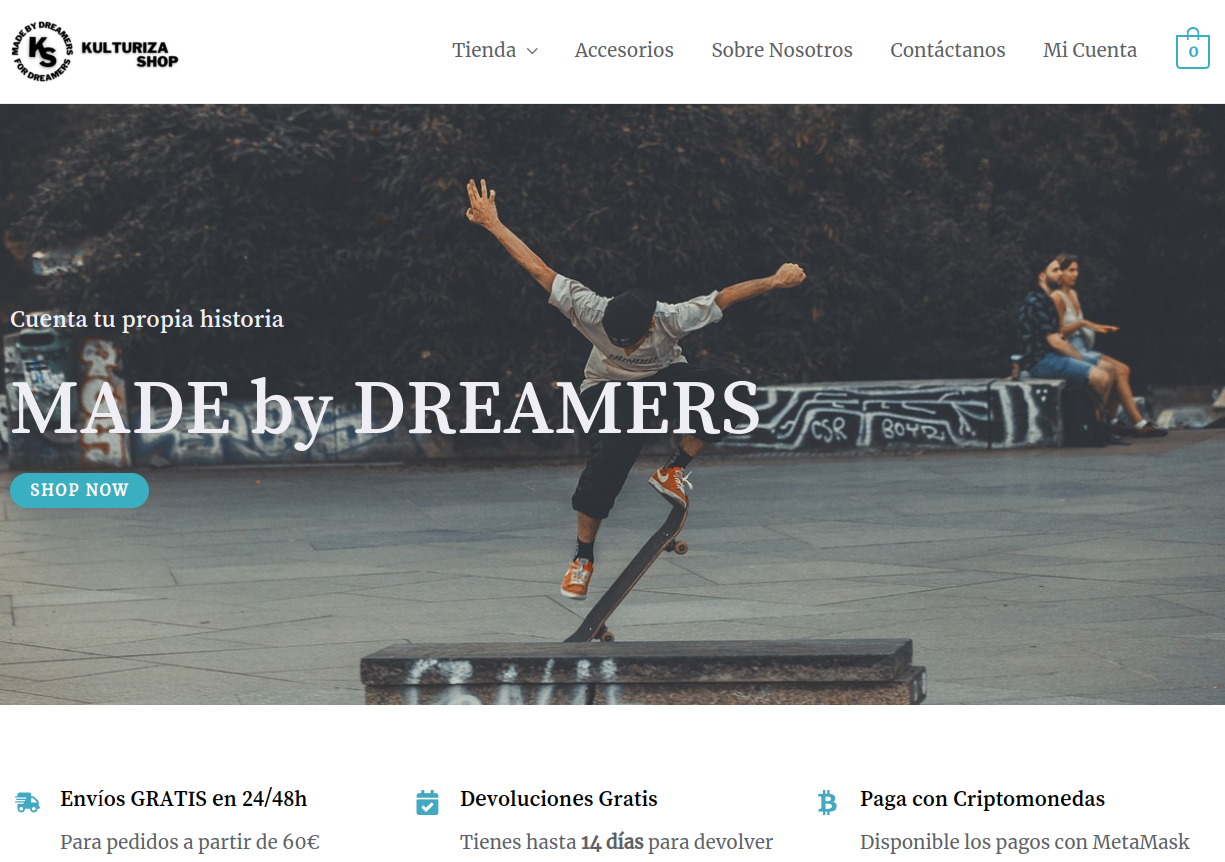 MADE BY DREAMERS
KS
FOR DREAMERS
KULTURIZA
SHOP
Tienda
Accesorios
Sobre Nosotros
Contáctanos
Mi Cuenta
0
Cuenta tu propia historia
MADE by DREAMERS
SHOP NOW
CSR
BO42
Envíos GRATIS en 24/48h
Para pedidos a partir de 60€
Devoluciones Gratis
Tienes hasta 14 días para devolver
Paga con Criptomonedas
Disponible los pagos con MetaMask